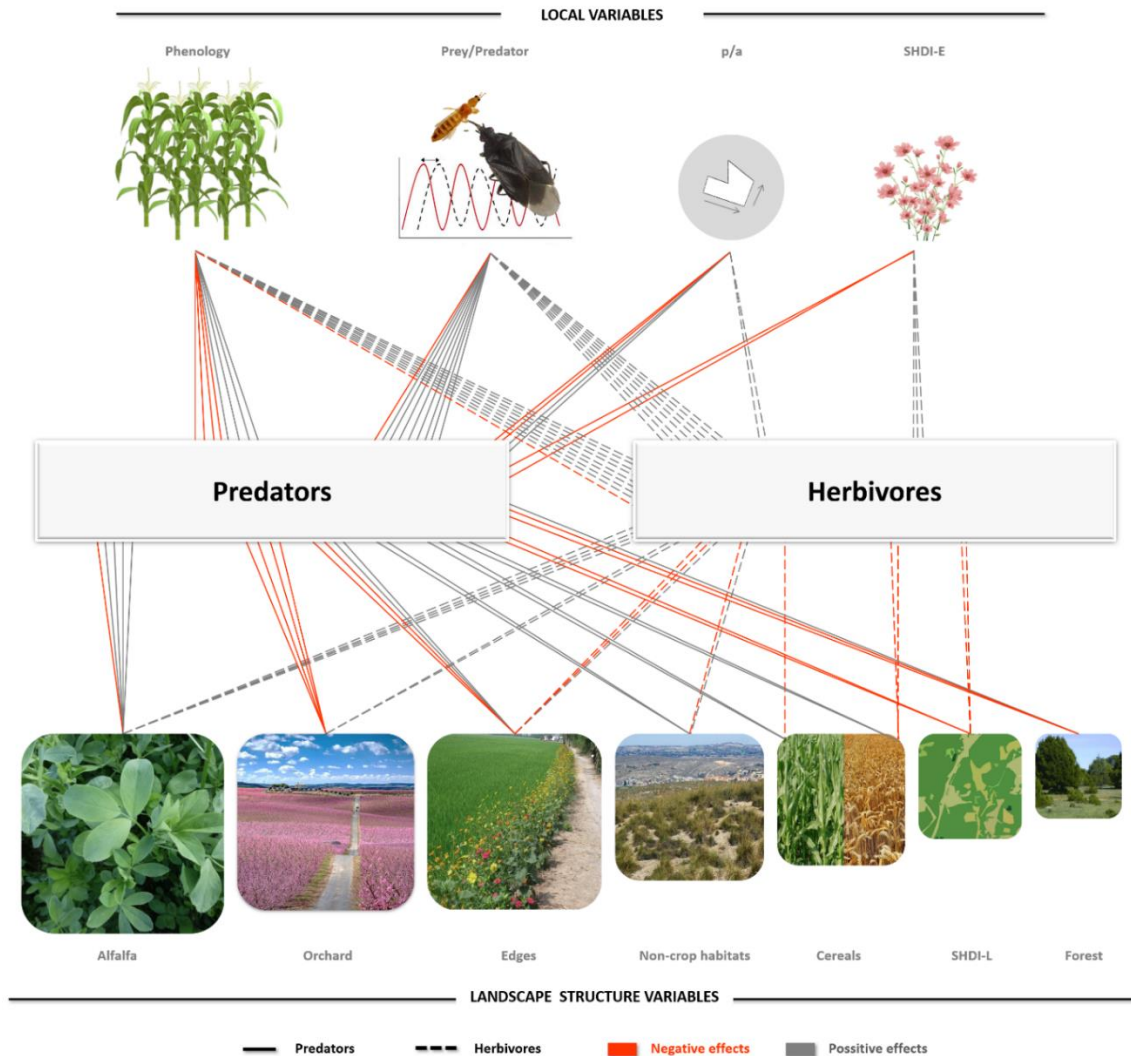 LOCAL VARIABLES
Phenology Prey/Predator p/a SHDI-E
Predators Herbivores
Alfalfa Orchard Edges Non-crop habitats Cereals SHDI-L Forest
LANDSCAPE STRUCTURE VARIABLES
Predators Herbivores Negative effects Possitive effects